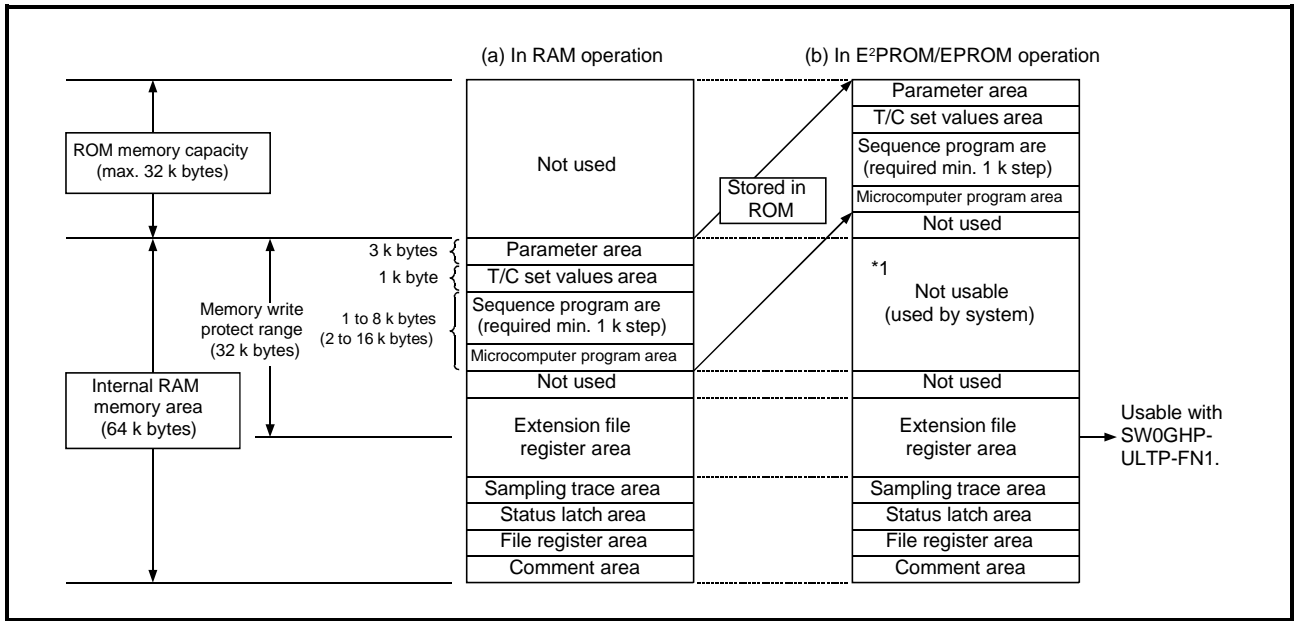 (a) In RAM operation
(b) In E²PROM/EPROM operation
ROM memory capacity
(max. 32 k bytes)
Not used
Stored in
ROM
Parameter area
T/C set values area
Sequence program are
(required min. 1 k step)
Microcomputer program area
Not used
Internal RAM
memory area
(64 k bytes)
Memory write
protect range
(32 k bytes)
3 k bytes
1 k byte
1 to 8 k bytes
(2 to 16 k bytes)
Parameter area
T/C set values area
Sequence program are
(required min. 1 k step)
Microcomputer program area
Not used
Extension file
register area
Sampling trace area
Status latch area
File register area
Comment area
*1
Not usable
(used by system)
Not used
Extension file
register area
Sampling trace area
Status latch area
File register area
Comment area
Usable with
SW0GHP-
ULTP-FN1.